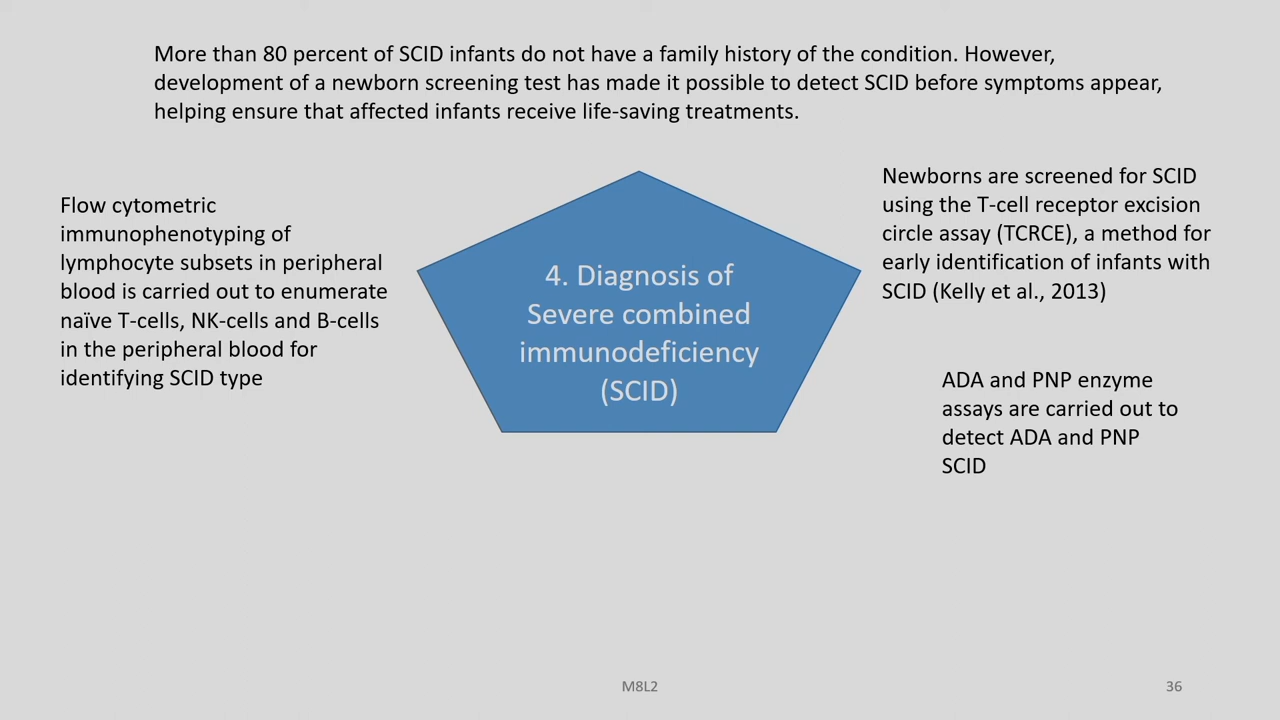 More than 80 percent of SCID infants do not have a family history of the condition. However,
development of a newborn screening test has made it possible to detect SCID before symptoms appear,
helping ensure that affected infants receive life-saving treatments.
Flow cytometric
immunophenotyping of
lymphocyte subsets in peripheral
blood is carried out to enumerate
naïve T-cells, NK-cells and B-cells
in the peripheral blood for
identifying SCID type
4. Diagnosis of
Severe combined
immunodeficiency
(SCID)
Newborns are screened for SCID
using the T-cell receptor excision
circle assay (TCRCE), a method for
early identification of infants with
SCID (Kelly et al., 2013)
ADA and PNP enzyme
assays are carried out to
detect ADA and PNP
SCID
M8L2
36